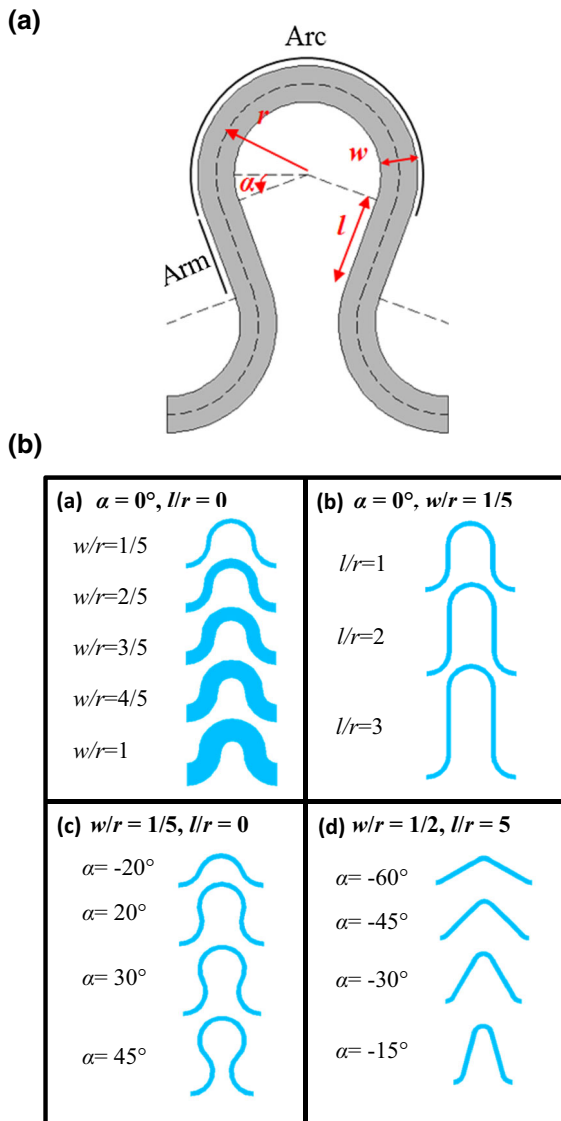 (a)
Arc
r
w
α
l
Arm
(b)
(a) α = 0°, l/r = 0
w/r=1/5
w/r=2/5
w/r=3/5
w/r=4/5
w/r=1
(b) α = 0°, w/r = 1/5
l/r=1
l/r=2
l/r=3
(c) w/r = 1/5, l/r = 0
α= -20°
α= 20°
α= 30°
α= 45°
(d) w/r = 1/2, l/r = 5
α= -60°
α= -45°
α= -30°
α= -15°